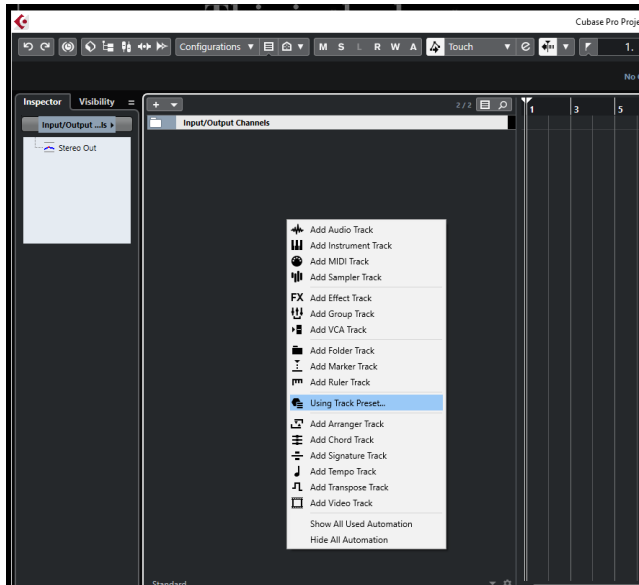 Cubase Pro Proje
Configurations
M S L R W A
Touch
1.
No
Inspector Visibility
2/2
1 3 5
Input/Output ...ls
Input/Output Channels
Stereo Out
Add Audio Track
Add Instrument Track
Add MIDI Track
Add Sampler Track
FX Add Effect Track
Add Group Track
Add VCA Track
Add Folder Track
Add Marker Track
Add Ruler Track
Using Track Preset...
Add Arranger Track
Add Chord Track
Add Signature Track
Add Tempo Track
Add Transpose Track
Add Video Track
Show All Used Automation
Hide All Automation
Standard